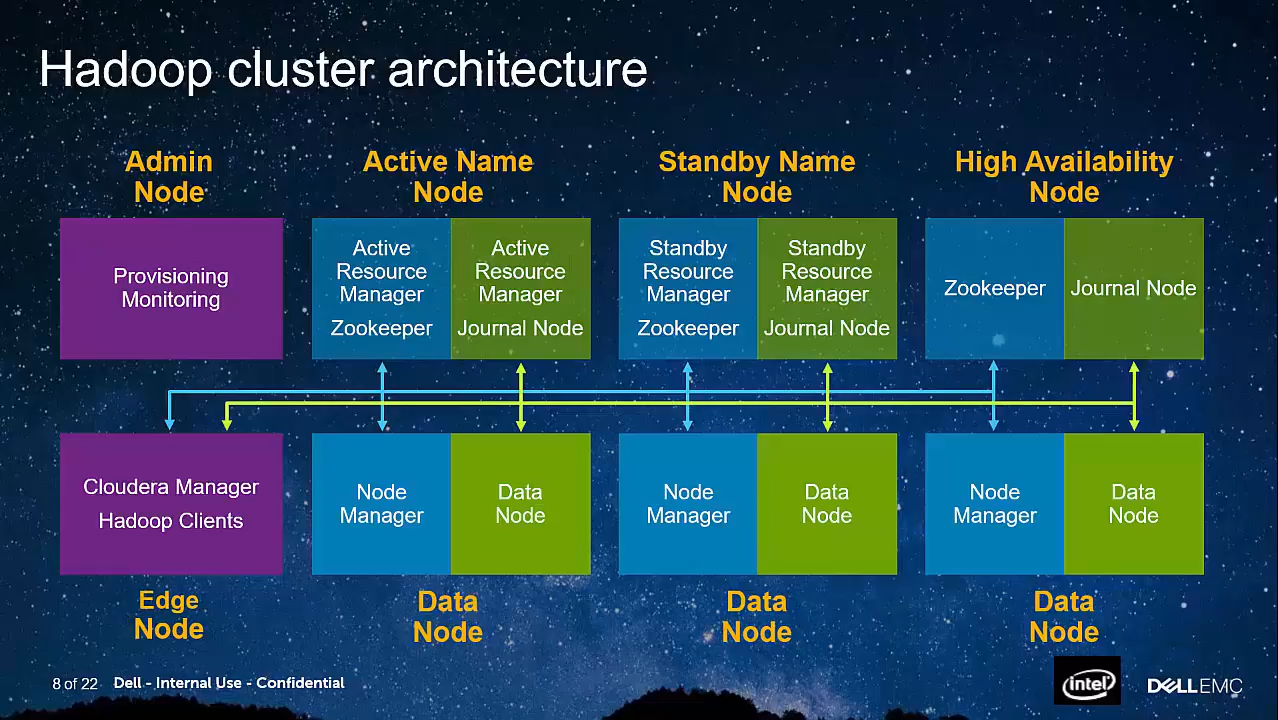 Hadoop cluster architecture
Admin
Node
Active Name
Node
Standby Name
Node
High Availability
Node
Provisioning
Monitoring
Active
Resource
Manager
Zookeeper
Active
Resource
Manager
Journal Node
Standby
Resource
Manager
Zookeeper
Standby
Resource
Manager
Journal Node
Zookeeper
Journal Node
Cloudera Manager
Hadoop Clients
Node
Manager
Data
Node
Node
Manager
Data
Node
Node
Manager
Data
Node
Edge
Node
Data
Node
Data
Node
Data
Node
8 of 22 Dell - Internal Use - Confidential
intel
DELLEMC